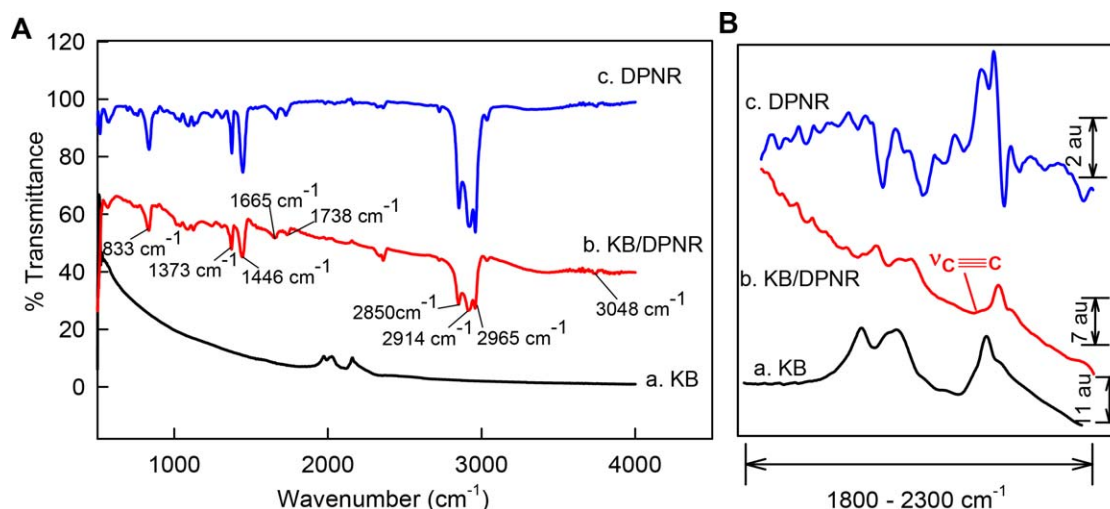 A
120
100
80
60
40
20
0
% Transmittance
c. DPNR
1665 cm⁻¹
1738 cm⁻¹
833 cm⁻¹
b. KB/DPNR
1373 cm⁻¹
1446 cm⁻¹
2850cm⁻¹
2914 cm⁻¹
2965 cm⁻¹
3048 cm⁻¹
a. KB
1000
2000
3000
4000
Wavenumber (cm⁻¹)
B
c. DPNR
2 au
νC≡C
b. KB/DPNR
7 au
a. KB
11 au
1800 - 2300 cm⁻¹